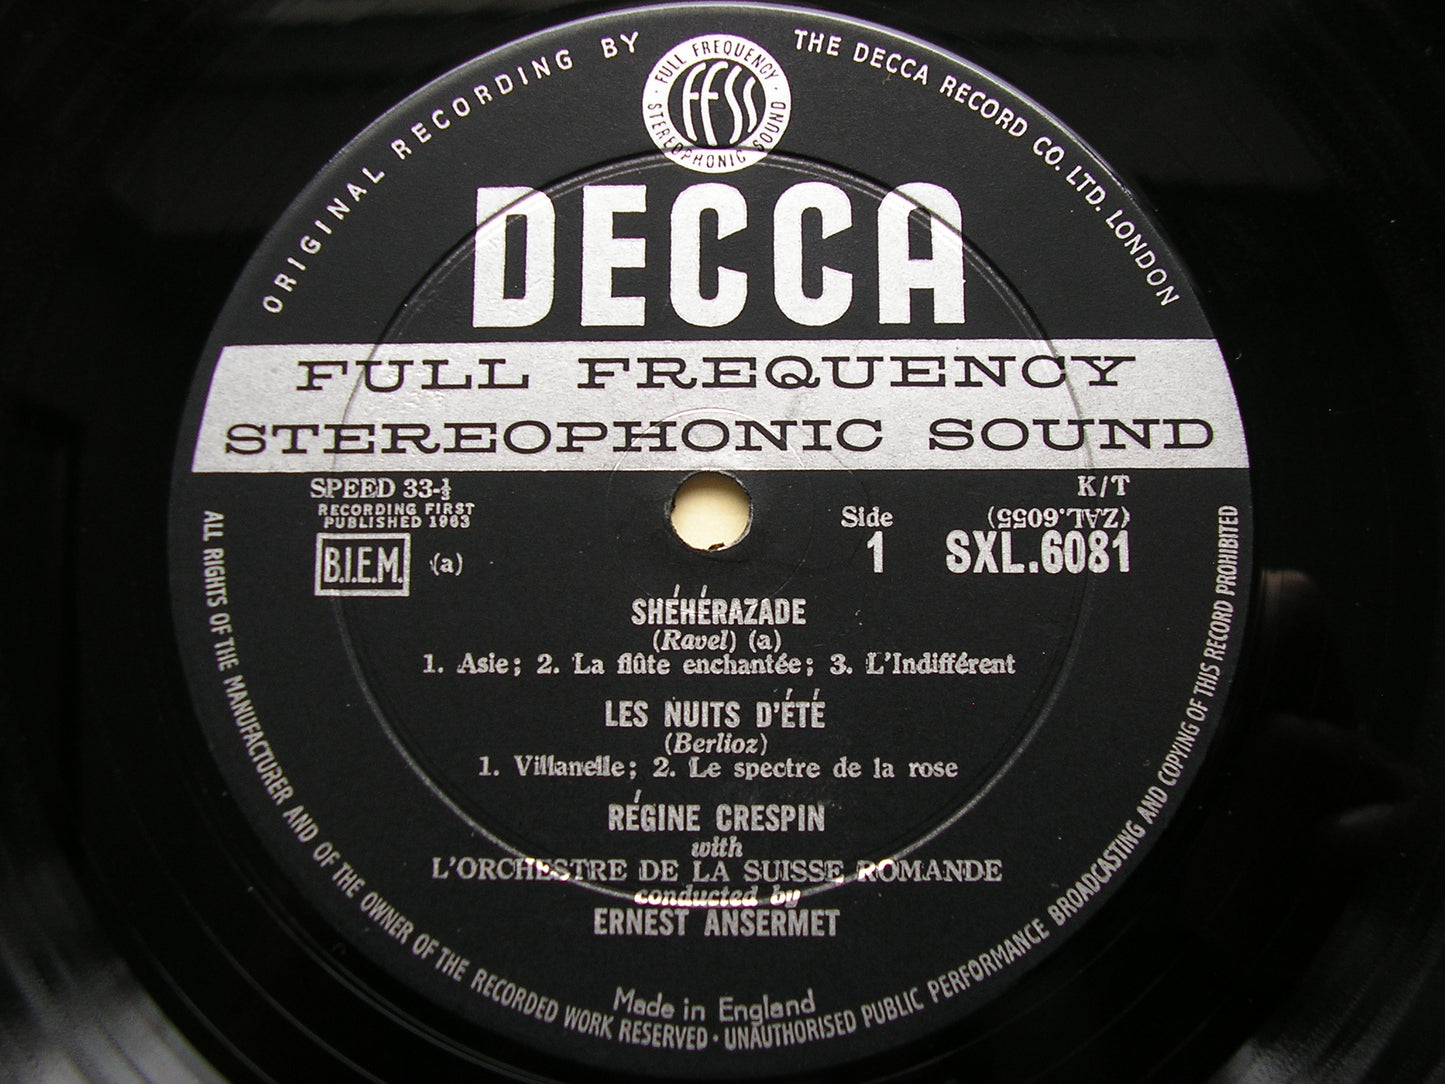 ORIGINAL RECORDING BY THE DECCA RECORD CO. LTD. LONDON
FULL FREQUENCY
FFSS
STEREOPHONIC SOUND
DECCA
FULL FREQUENCY
STEREOPHONIC SOUND
SPEED 33-⅓
RECORDING FIRST
PUBLISHED 1963
B.I.E.M. (a)
Side
1
K/T
(ZAL.6055)
SXL.6081
SHÉHÉRAZADE
(Ravel) (a)
1. Asie; 2. La flûte enchantée; 3. L'Indifférent
LES NUITS D'ÉTÉ
(Berlioz)
1. Villanelle; 2. Le spectre de la rose
RÉGINE CRESPIN
with
L'ORCHESTRE DE LA SUISSE ROMANDE
conducted by
ERNEST ANSERMET
Made in England
ALL RIGHTS OF THE MANUFACTURER AND OF THE OWNER OF THE RECORDED WORK RESERVED · UNAUTHORISED PUBLIC PERFORMANCE BROADCASTING AND COPYING OF THIS RECORD PROHIBITED